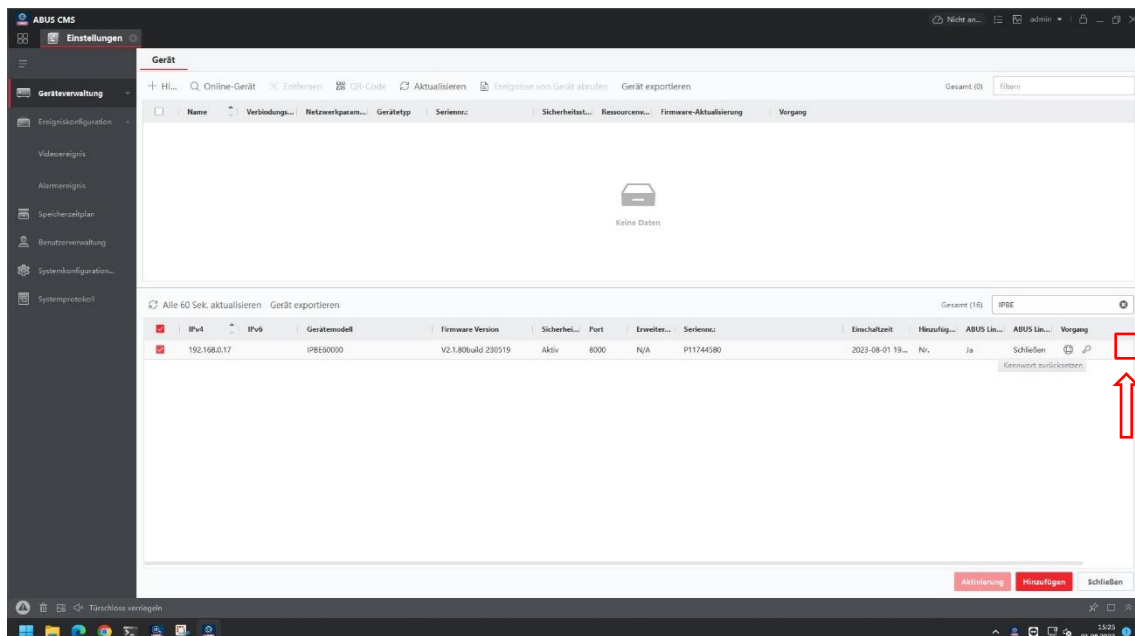 ABUS CMS
Nicht an...
admin
Einstellungen
Gerät
Geräteverwaltung
Hi...
Online-Gerät
Entfernen
QR-Code
Aktualisieren
Ereignisse von Gerät abrufen
Gerät exportieren
Gesamt (0)
Filtern
Name
Verbindungs...
Netzwerkparam...
Gerätetyp
Seriennr.:
Sicherheitsst...
Ressourcenv...
Firmware-Aktualisierung
Vorgang
Ereigniskonfiguration
Videoereignis
Alarmereignis
Keine Daten
Speicherzeitplan
Benutzerverwaltung
Systemkonfiguration...
Systemprotokoll
Alle 60 Sek. aktualisieren
Gerät exportieren
Gesamt (16)
IPBE
IPv4
IPv6
Gerätemodell
Firmware Version
Sicherhei...
Port
Erweiter...
Seriennr.:
Einschaltzeit
Hinzufüg...
ABUS Lin...
ABUS Lin...
Vorgang
192.168.0.17
IPBE60000
V2.1.80build 230519
Aktiv
8000
N/A
P11744580
2023-08-01 19...
Nr.
Ja
Schließen
Kennwort zurücksetzen
Aktivierung
Hinzufügen
Schließen
Türschloss verriegeln
15:25
01.08.2023